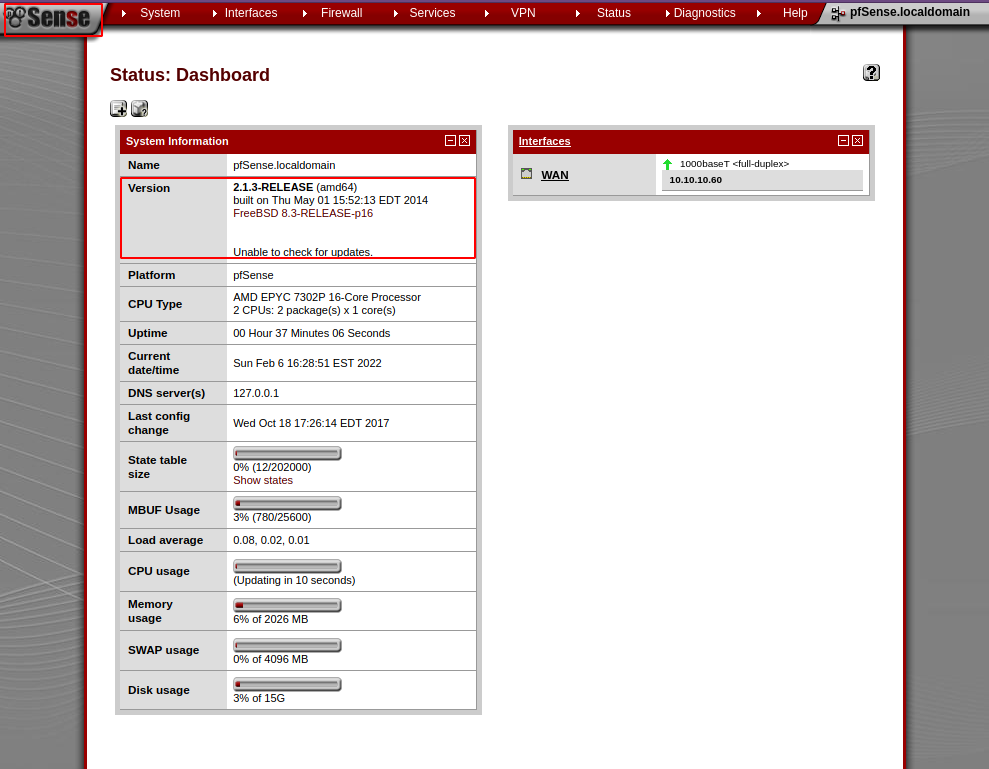 Sense
System
Interfaces
Firewall
Services
VPN
Status
Diagnostics
Help
pfSense.localdomain
Status: Dashboard
?
System Information
Name
pfSense.localdomain
Version
2.1.3-RELEASE (amd64)
built on Thu May 01 15:52:13 EDT 2014
FreeBSD 8.3-RELEASE-p16
Unable to check for updates.
Platform
pfSense
CPU Type
AMD EPYC 7302P 16-Core Processor
2 CPUs: 2 package(s) x 1 core(s)
Uptime
00 Hour 37 Minutes 06 Seconds
Current
date/time
Sun Feb 6 16:28:51 EST 2022
DNS server(s)
127.0.0.1
Last config
change
Wed Oct 18 17:26:14 EDT 2017
State table
size
0% (12/202000)
Show states
MBUF Usage
3% (780/25600)
Load average
0.08, 0.02, 0.01
CPU usage
(Updating in 10 seconds)
Memory
usage
6% of 2026 MB
SWAP usage
0% of 4096 MB
Disk usage
3% of 15G
Interfaces
WAN
1000baseT <full-duplex>
10.10.10.60